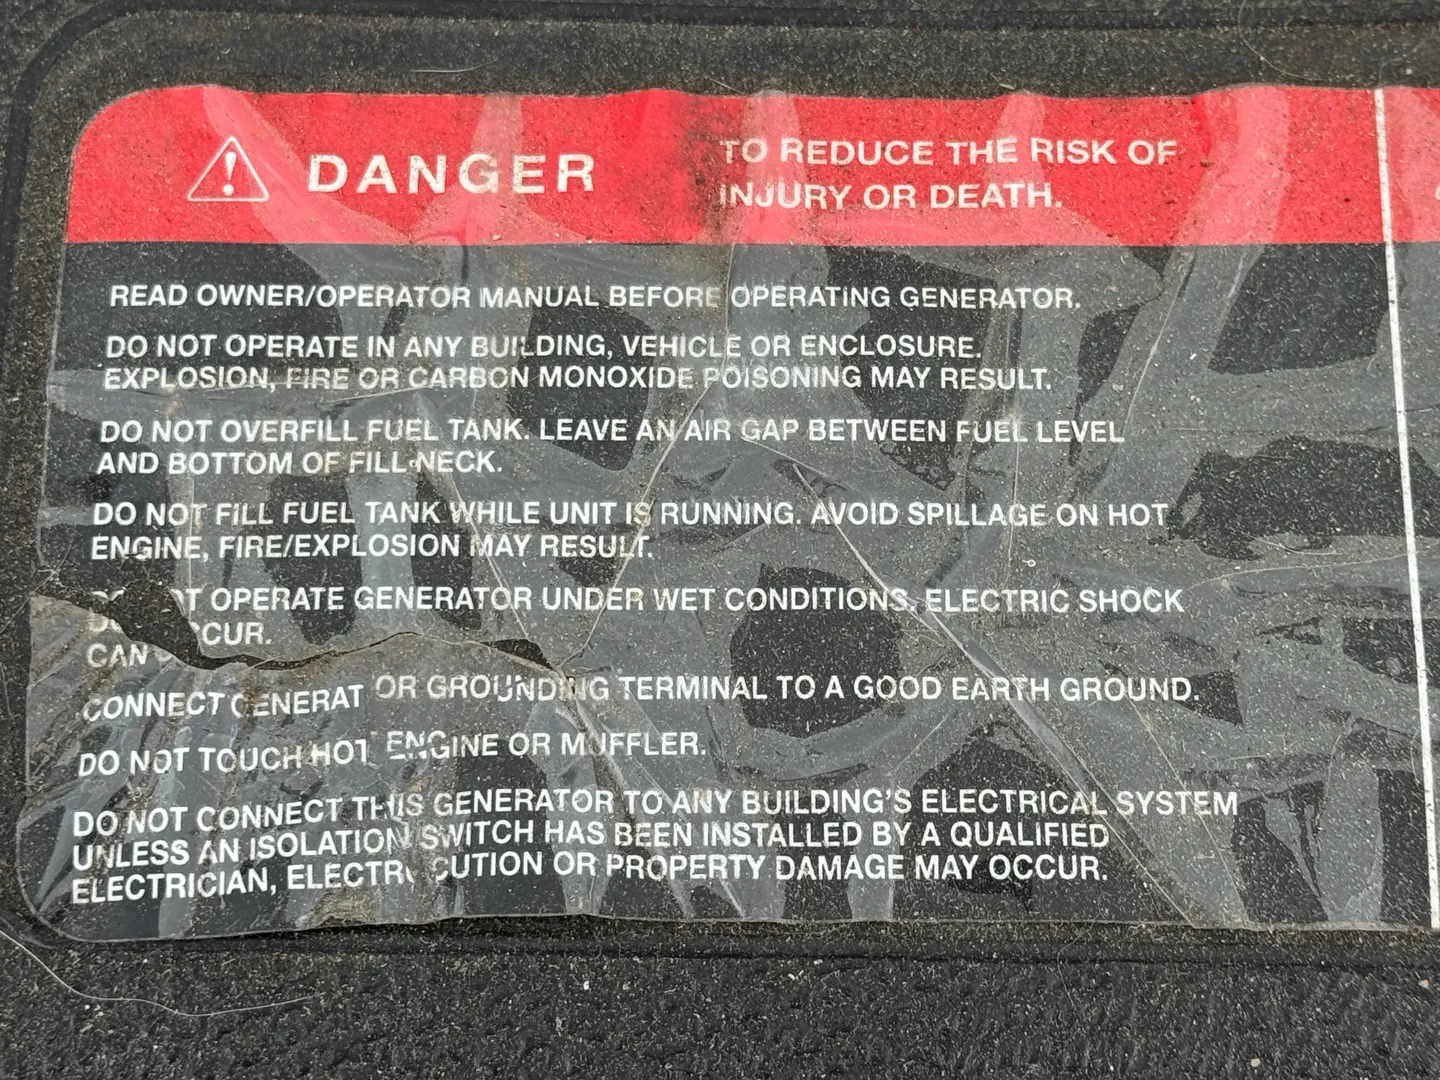 DANGER
TO REDUCE THE RISK OF
INJURY OR DEATH.
READ OWNER/OPERATOR MANUAL BEFORE OPERATING GENERATOR.
DO NOT OPERATE IN ANY BUILDING, VEHICLE OR ENCLOSURE.
EXPLOSION, FIRE OR CARBON MONOXIDE POISONING MAY RESULT.
DO NOT OVERFILL FUEL TANK. LEAVE AN AIR GAP BETWEEN FUEL LEVEL
AND BOTTOM OF FILL NECK.
DO NOT FILL FUEL TANK WHILE UNIT IS RUNNING. AVOID SPILLAGE ON HOT
ENGINE, FIRE/EXPLOSION MAY RESULT.
OPERATE GENERATOR UNDER WET CONDITIONS. ELECTRIC SHOCK
CAN
CONNECT GENERATOR GROUNDING TERMINAL TO A GOOD EARTH GROUND.
DO NOT TOUCH HOT ENGINE OR MUFFLER.
DO NOT CONNECT THIS GENERATOR TO ANY BUILDING'S ELECTRICAL SYSTEM
UNLESS AN ISOLATION SWITCH HAS BEEN INSTALLED BY A QUALIFIED
ELECTRICIAN, ELECTROCUTION OR PROPERTY DAMAGE MAY OCCUR.